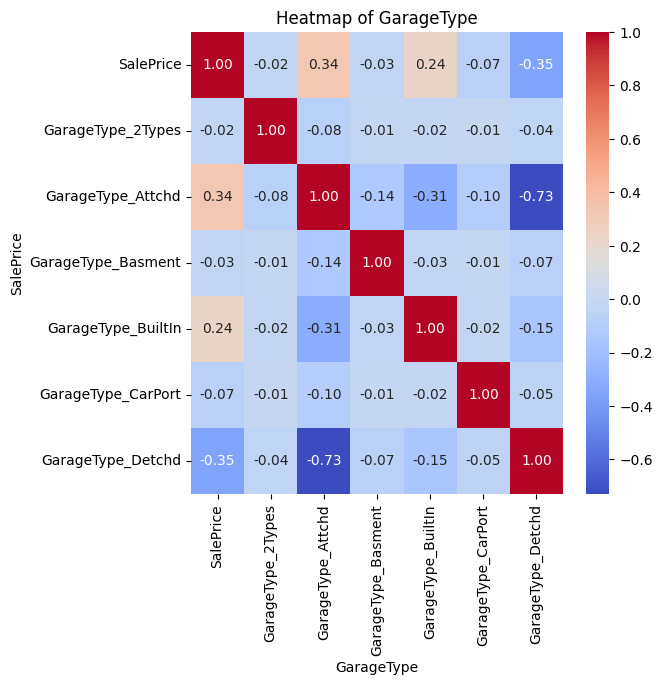 Heatmap of GarageType
SalePrice
GarageType_2Types
GarageType_Attchd
GarageType_Basment
GarageType_BuiltIn
GarageType_CarPort
GarageType_Detchd
SalePrice
1.00 -0.02 0.34 -0.03 0.24 -0.07 -0.35
-0.02 1.00 -0.08 -0.01 -0.02 -0.01 -0.04
0.34 -0.08 1.00 -0.14 -0.31 -0.10 -0.73
-0.03 -0.01 -0.14 1.00 -0.03 -0.01 -0.07
0.24 -0.02 -0.31 -0.03 1.00 -0.02 -0.15
-0.07 -0.01 -0.10 -0.01 -0.02 1.00 -0.05
-0.35 -0.04 -0.73 -0.07 -0.15 -0.05 1.00
SalePrice
GarageType_2Types
GarageType_Attchd
GarageType_Basment
GarageType_BuiltIn
GarageType_CarPort
GarageType_Detchd
GarageType
1.0
0.8
0.6
0.4
0.2
0.0
−0.2
−0.4
−0.6